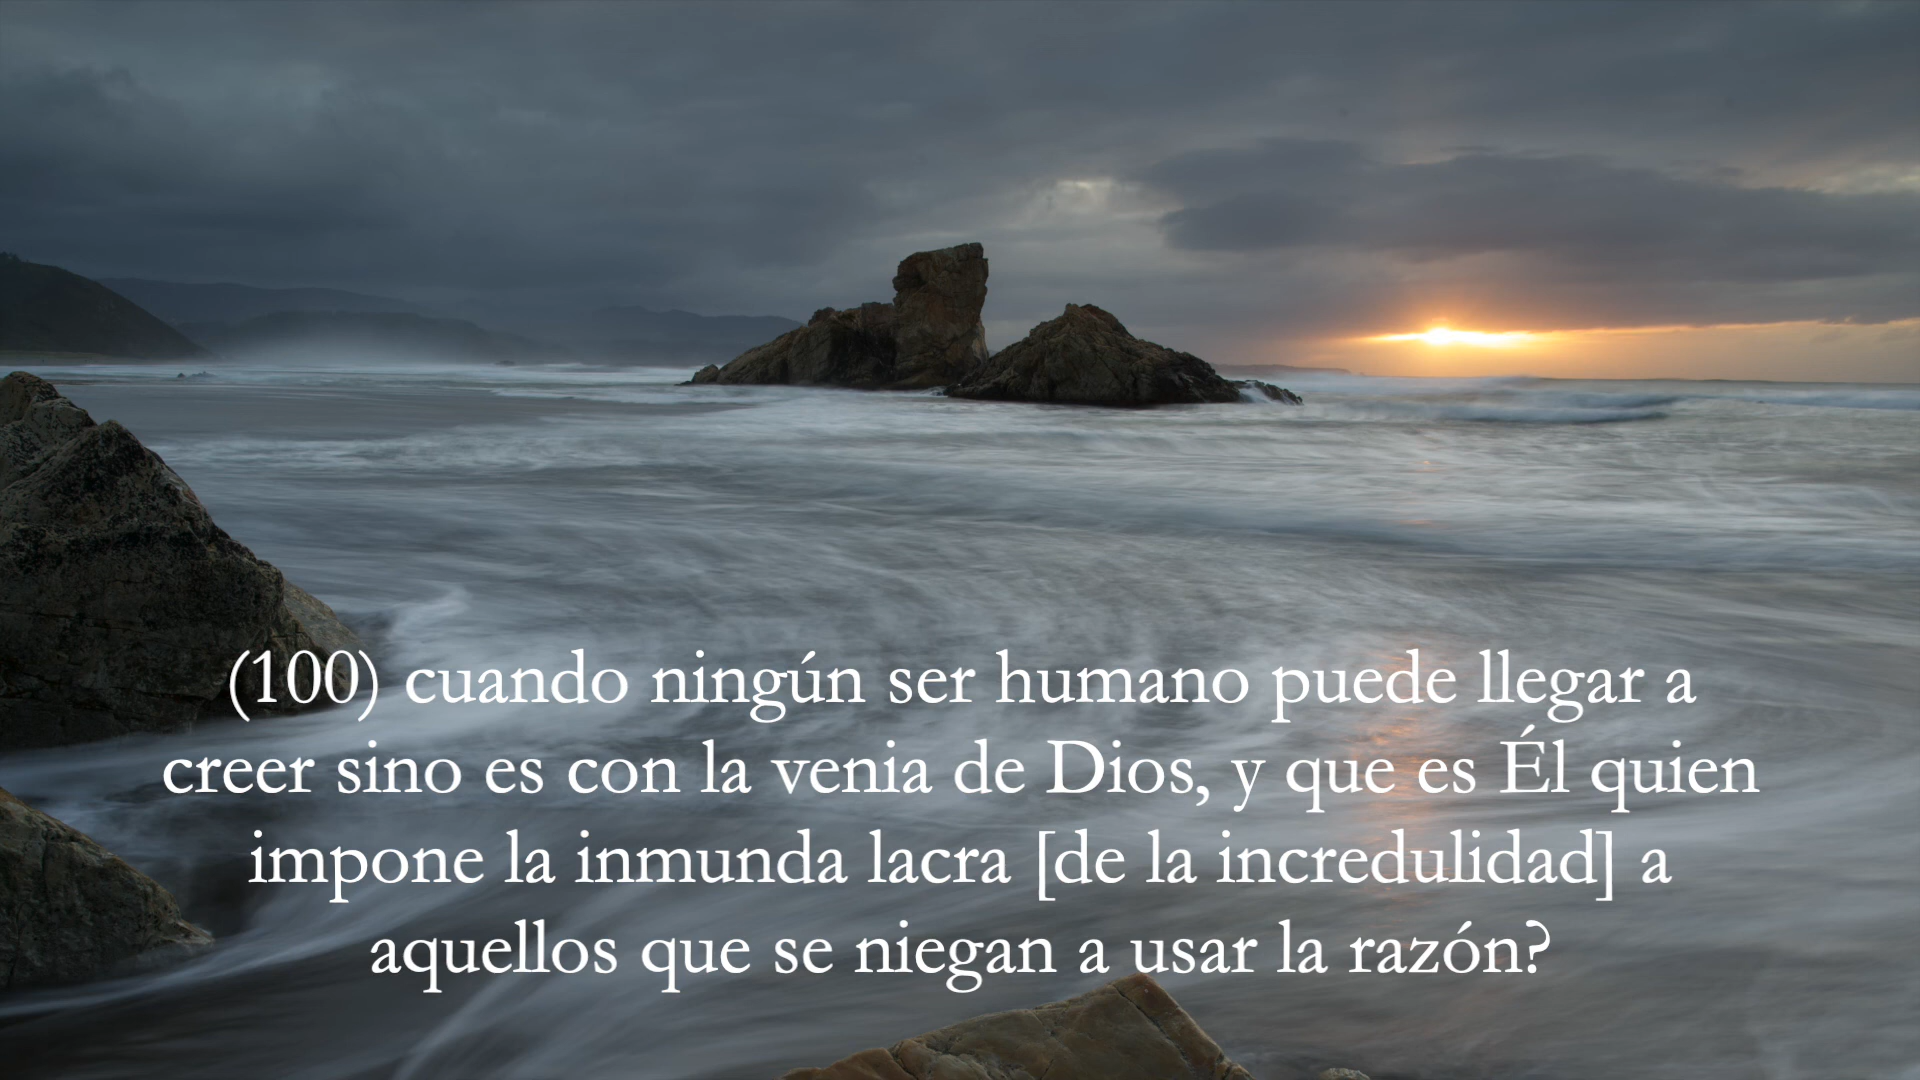 (100) cuando ningún ser humano puede llegar a
creer sino es con la venia de Dios, y que es Él quien
impone la inmunda lacra [de la incredulidad] a
aquellos que se niegan a usar la razón?